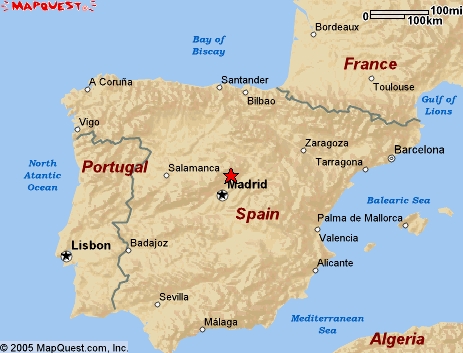 MAPQUEST
0
100mi
0
100km
Bordeaux
Bay of
Biscay
France
Toulouse
Santander
A Coruña
Bilbao
Gulf of
Lions
Vigo
Zaragoza
Barcelona
Tarragona
North
Atantic
Ocean
Portugal
Salamanca
Madrid
Balearic Sea
Spain
Palma de Mallorca
Valencia
Lisbon
Badajoz
Alicante
Sevilla
Mediterranean
Sea
Málaga
Algeria
© 2005 MapQuest.com, Inc.